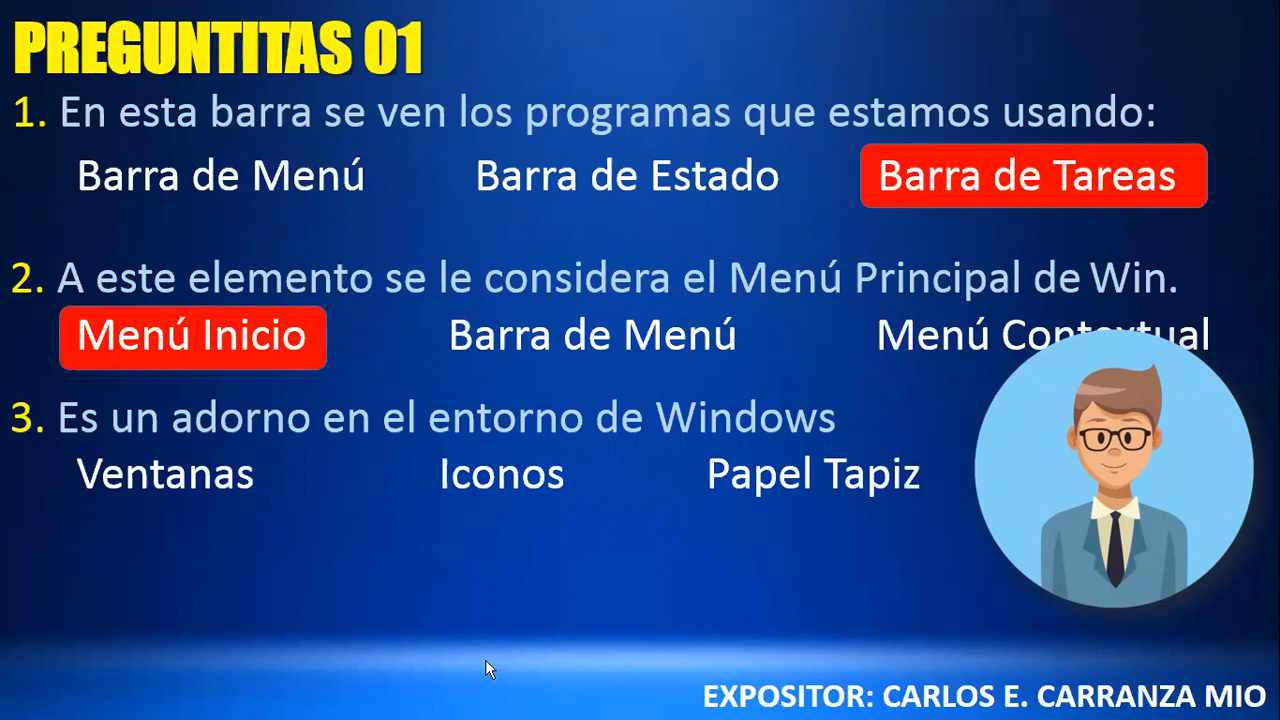 PREGUNTITAS 01
1. En esta barra se ven los programas que estamos usando:
Barra de Menú Barra de Estado Barra de Tareas
2. A este elemento se le considera el Menú Principal de Win.
Menú Inicio Barra de Menú Menú Contextual
3. Es un adorno en el entorno de Windows
Ventanas Iconos Papel Tapiz
EXPOSITOR: CARLOS E. CARRANZA MIO